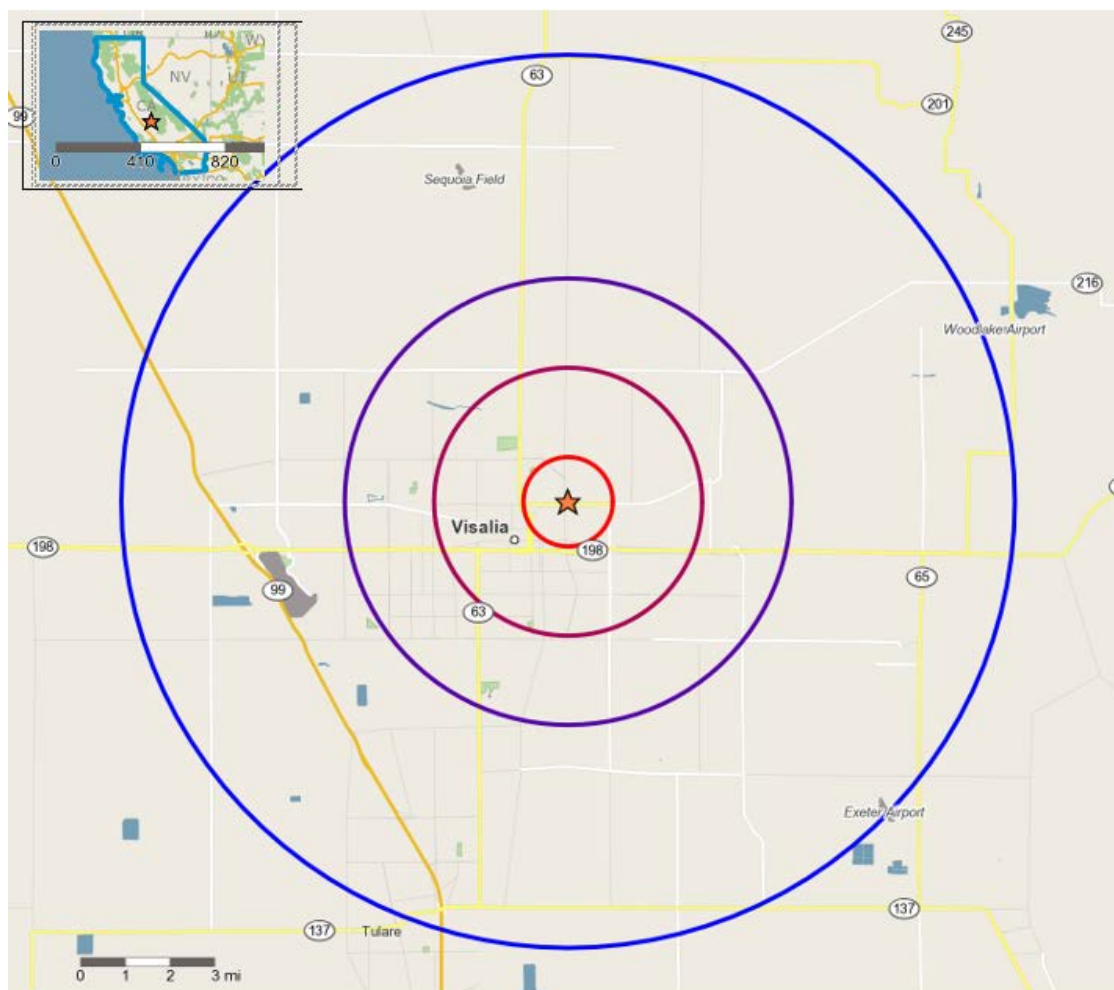 W
NV
UT
CA
0 410 820
99
63
245
201
Sequoia Field
216
Woodlake Airport
Visalia
198
198
99
63
65
Exeter Airport
137
137
Tulare
0 1 2 3 mi